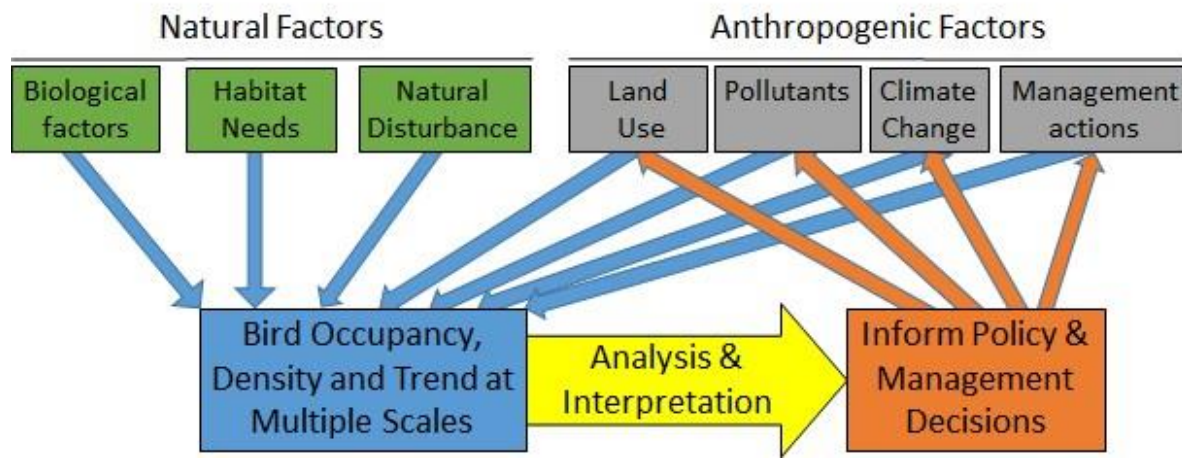 Natural Factors
Anthropogenic Factors
Biological
factors
Habitat
Needs
Natural
Disturbance
Land
Use
Pollutants
Climate
Change
Management
actions
Bird Occupancy,
Density and Trend at
Multiple Scales
Analysis &
Interpretation
Inform Policy &
Management
Decisions